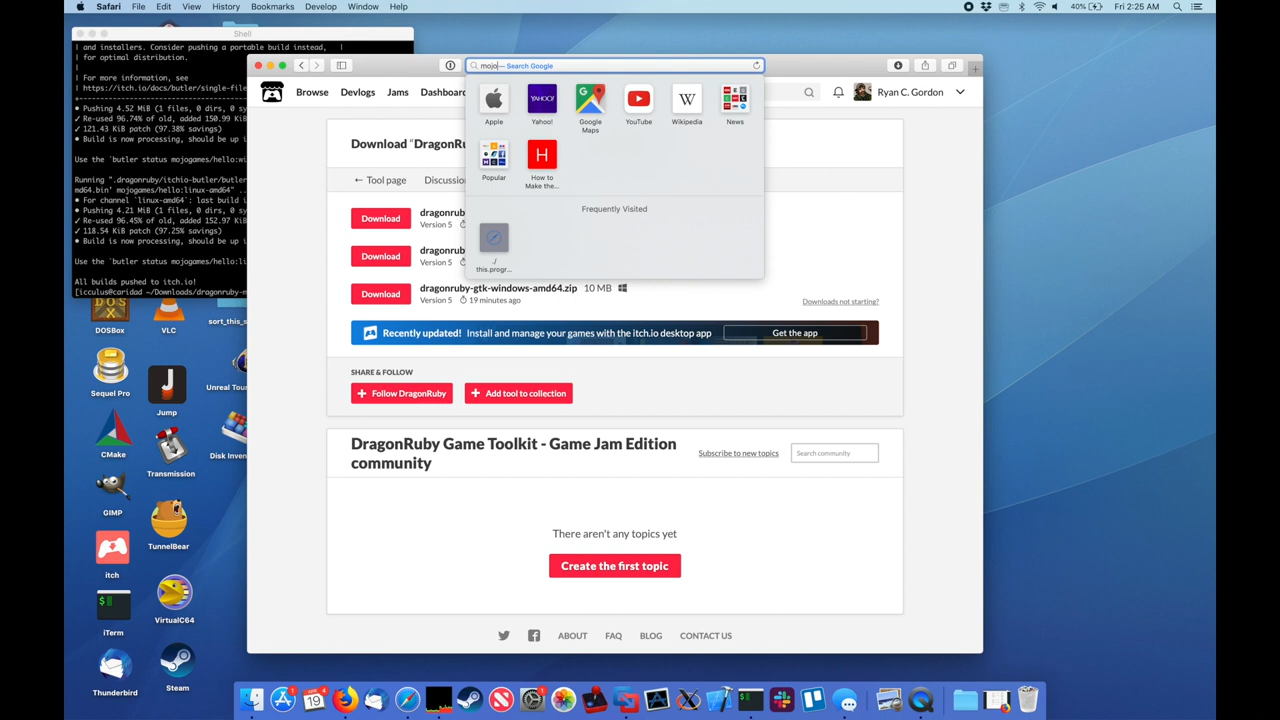 Safari File Edit View History Bookmarks Develop Window Help
40% Fri 2:25 AM
Shell
| and installers. Consider pushing a portable build instead, |
| for optimal distribution.
| For more information, see
| https://itch.io/docs/butler/single-file
• Pushing 4.52 MiB (1 files, 0 dirs, 0 sy
✓ Re-used 96.74% of old, added 150.99 KiB
✓ 121.43 KiB patch (97.38% savings)
• Build is now processing, should be up i
Use the `butler status mojogames/hello:wi
Running ".dragonruby/itchio-butler/butler
md64.bin' mojogames/hello:linux-amd64" ..
• For channel `linux-amd64`: last build is
• Pushing 4.21 MiB (1 files, 0 dirs, 0 sy
✓ Re-used 96.45% of old, added 152.97 KiB
✓ 118.54 KiB patch (97.25% savings)
• Build is now processing, should be up i
Use the `butler status mojogames/hello:li
All builds pushed to itch.io!
[icculus@caridad ~/Downloads/dragonruby-m
mojo — Search Google
Browse Devlogs Jams Dashboard
Ryan C. Gordon
Apple
Yahoo!
Google Maps
YouTube
Wikipedia
News
Popular
How to Make the...
Frequently Visited
./ this.progr...
Download "DragonRu
← Tool page Discussio
Download dragonruby
Version 5
Download dragonruby
Version 5
Download dragonruby-gtk-windows-amd64.zip 10 MB
Version 5 19 minutes ago
Downloads not starting?
Recently updated! Install and manage your games with the itch.io desktop app Get the app
SHARE & FOLLOW
+ Follow DragonRuby + Add tool to collection
DragonRuby Game Toolkit - Game Jam Edition
community
Subscribe to new topics
Search community
There aren't any topics yet
Create the first topic
ABOUT FAQ BLOG CONTACT US
DOSBox
VLC
sort_this_s
Sequel Pro
Jump
Unreal Tour
CMake
Transmission
Disk Inven
GIMP
TunnelBear
itch
VirtualC64
iTerm
Thunderbird
Steam